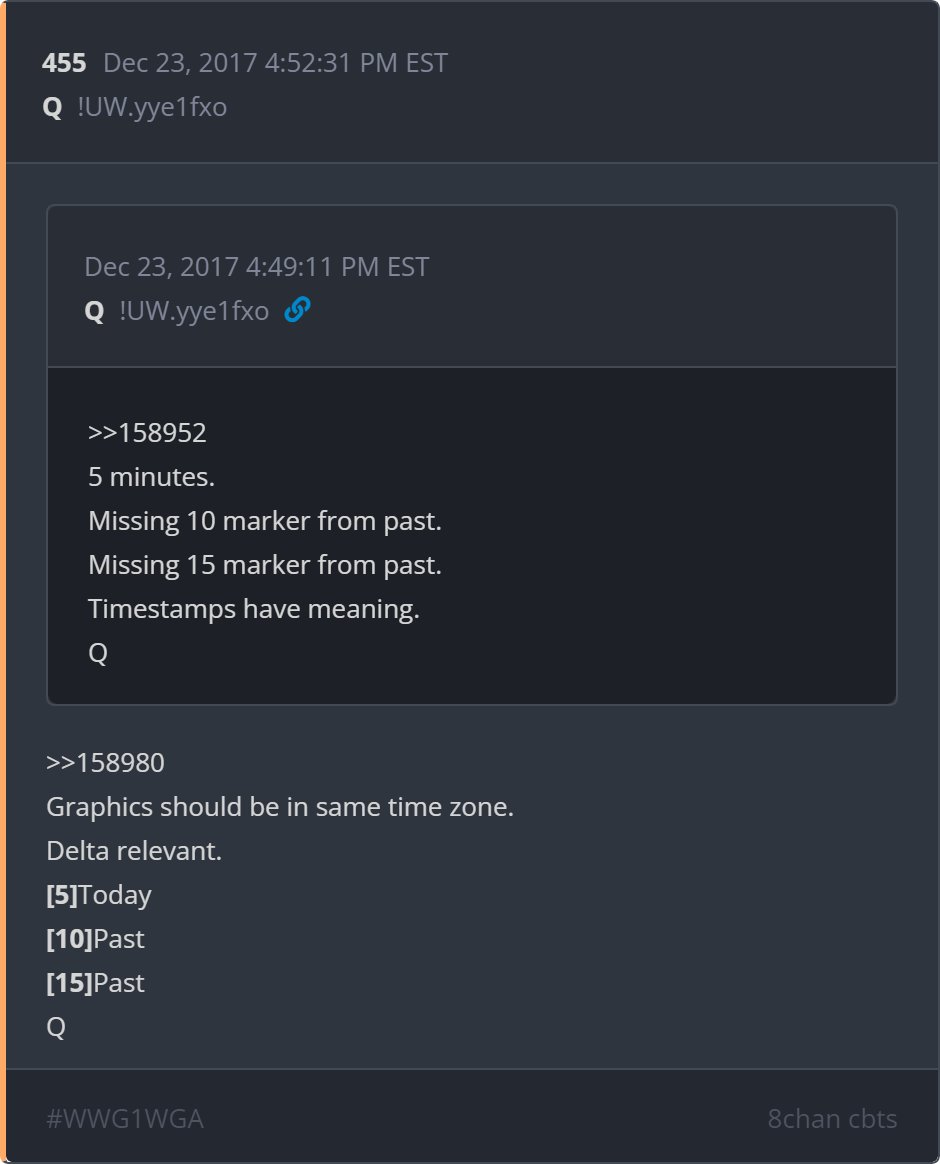 455 Dec 23, 2017 4:52:31 PM EST
Q !UW.yye1fxo
Dec 23, 2017 4:49:11 PM EST
Q !UW.yye1fxo
>>158952
5 minutes.
Missing 10 marker from past.
Missing 15 marker from past.
Timestamps have meaning.
Q
>>158980
Graphics should be in same time zone.
Delta relevant.
[5]Today
[10]Past
[15]Past
Q
#WWG1WGA 8chan cbts